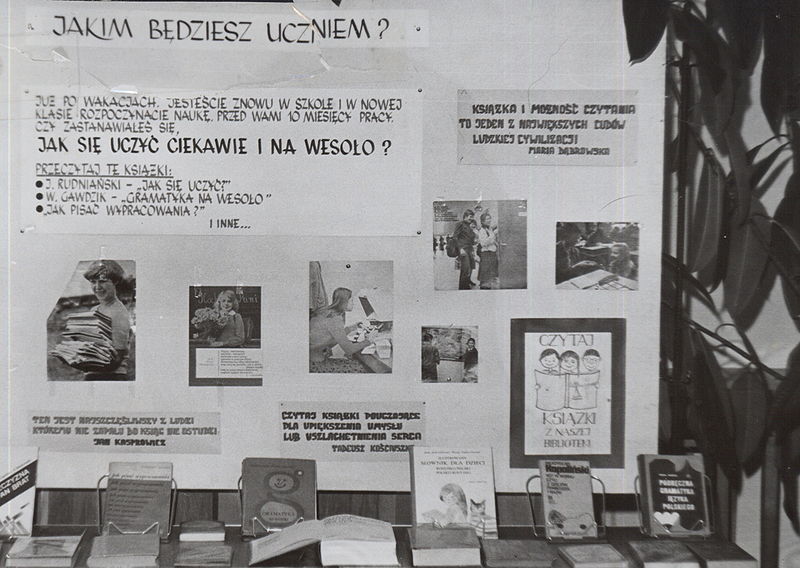 JAKIM BĘDZIESZ UCZNIEM?
JUŻ PO WAKACJACH. JESTEŚCIE ZNOWU W SZKOLE I W NOWEJ
KLASIE ROZPOCZYNACIE NAUKĘ. PRZED WAMI 10 MIESIĘCY PRACY.
CZY ZASTANAWIAŁEŚ SIĘ,
JAK SIĘ UCZYĆ CIEKAWIE I NA WESOŁO?
PRZECZYTAJ TE KSIĄŻKI:
● J. RUDNIAŃSKI - „JAK SIĘ UCZYĆ?"
● W. GAWDZIK - „GRAMATYKA NA WESOŁO"
● „JAK PISAĆ WYPRACOWANIA?"
I INNE...
KSIĄŻKA I MOŻNOŚĆ CZYTANIA
TO JEDEN Z NAJWIĘKSZYCH CUDÓW
LUDZKIEJ CYWILIZACJI
MARIA DĄBROWSKA
TEN JEST NAJSZCZĘŚLIWSZY Z LUDZI
KTÓREMU NIE ZAPAŁU DO KSIĄG NIE OSTUDZI
JAN KASPROWICZ
CZYTAJ KSIĄŻKI POUCZAJĄCE
DLA UPIĘKSZENIA UMYSŁU
LUB USZLACHETNIENIA SERCA
TADEUSZ KOŚCIUSZKO
CZYTAJ
KSIĄŻKI
Z NASZEJ
BIBLIOTEKI
SŁOWNIK DLA DZIECI
Kopaliński
PODRĘCZNA
GRAMATYKA
JĘZYKA
POLSKIEGO